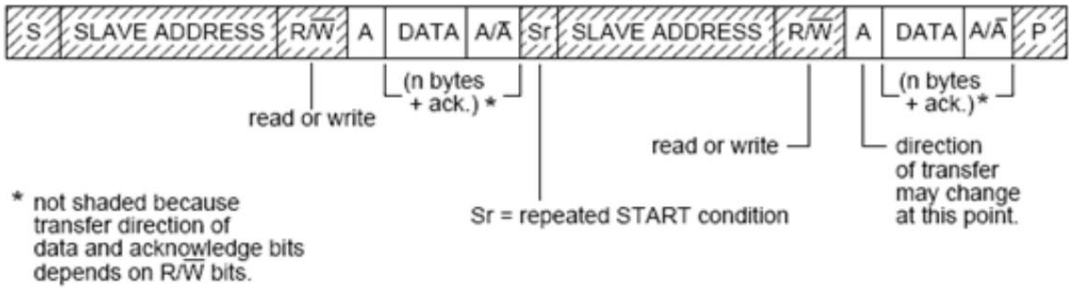 S SLAVE ADDRESS R/W̅ A DATA A/A̅ Sr SLAVE ADDRESS R/W̅ A DATA A/A̅ P
(n bytes
+ ack.) *
(n bytes
+ ack.)*
read or write
read or write
direction
of transfer
may change
at this point.
Sr = repeated START condition
* not shaded because
transfer direction of
data and acknowledge bits
depends on R/W̅ bits.